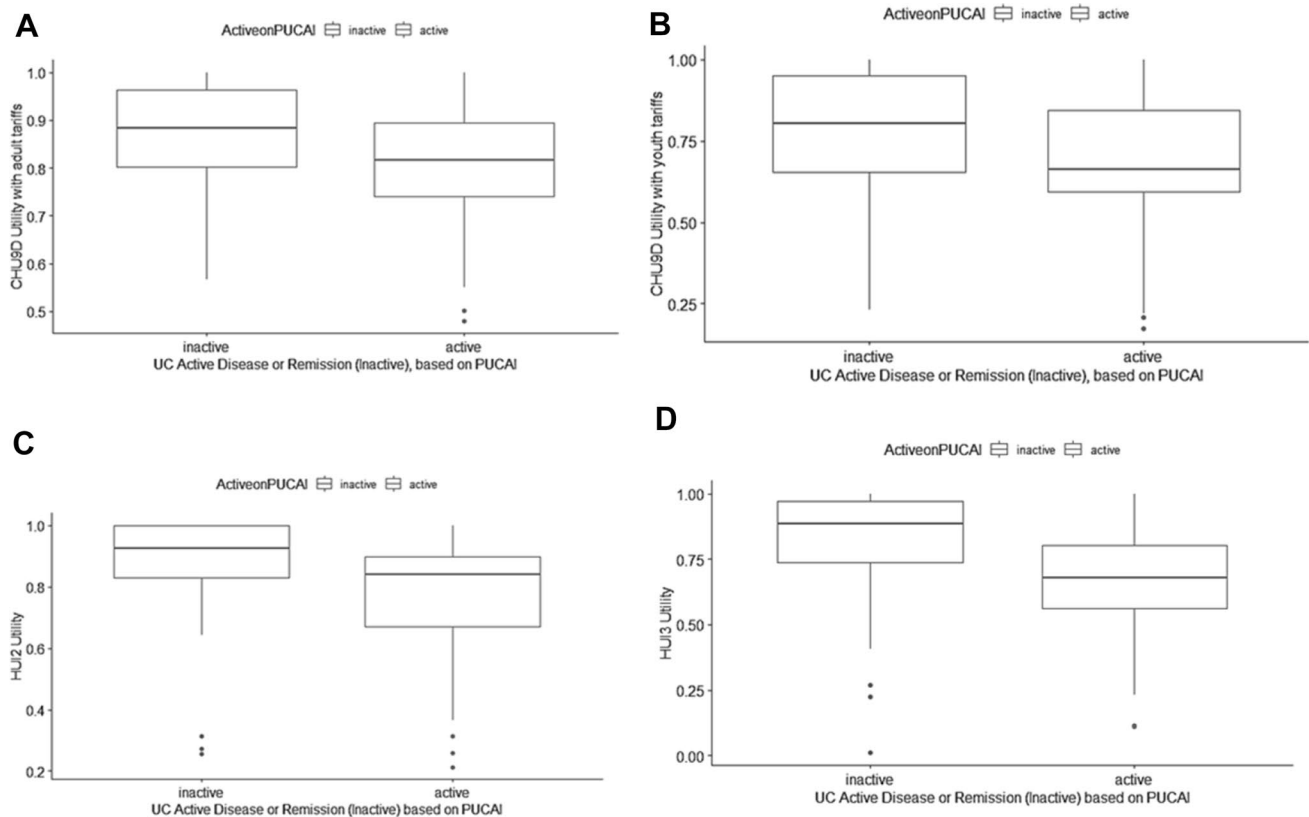 A
ActiveonPUCAI inactive active
CHU9D Utility with adult tariffs
1.0
0.9
0.8
0.7
0.6
0.5
inactive active
UC Active Disease or Remission (Inactive), based on PUCAI
B
ActiveonPUCAI inactive active
CHU9D Utility with youth tariffs
1.00
0.75
0.50
0.25
inactive active
UC Active Disease or Remission (Inactive), based on PUCAI
C
ActiveonPUCAI inactive active
HUI2 Utility
1.0
0.8
0.6
0.4
0.2
inactive active
UC Active Disease or Remission (Inactive) based on PUCAI
D
ActiveonPUCAI inactive active
HUI3 Utility
1.00
0.75
0.50
0.25
0.00
inactive active
UC Active Disease or Remission (Inactive) based on PUCAI